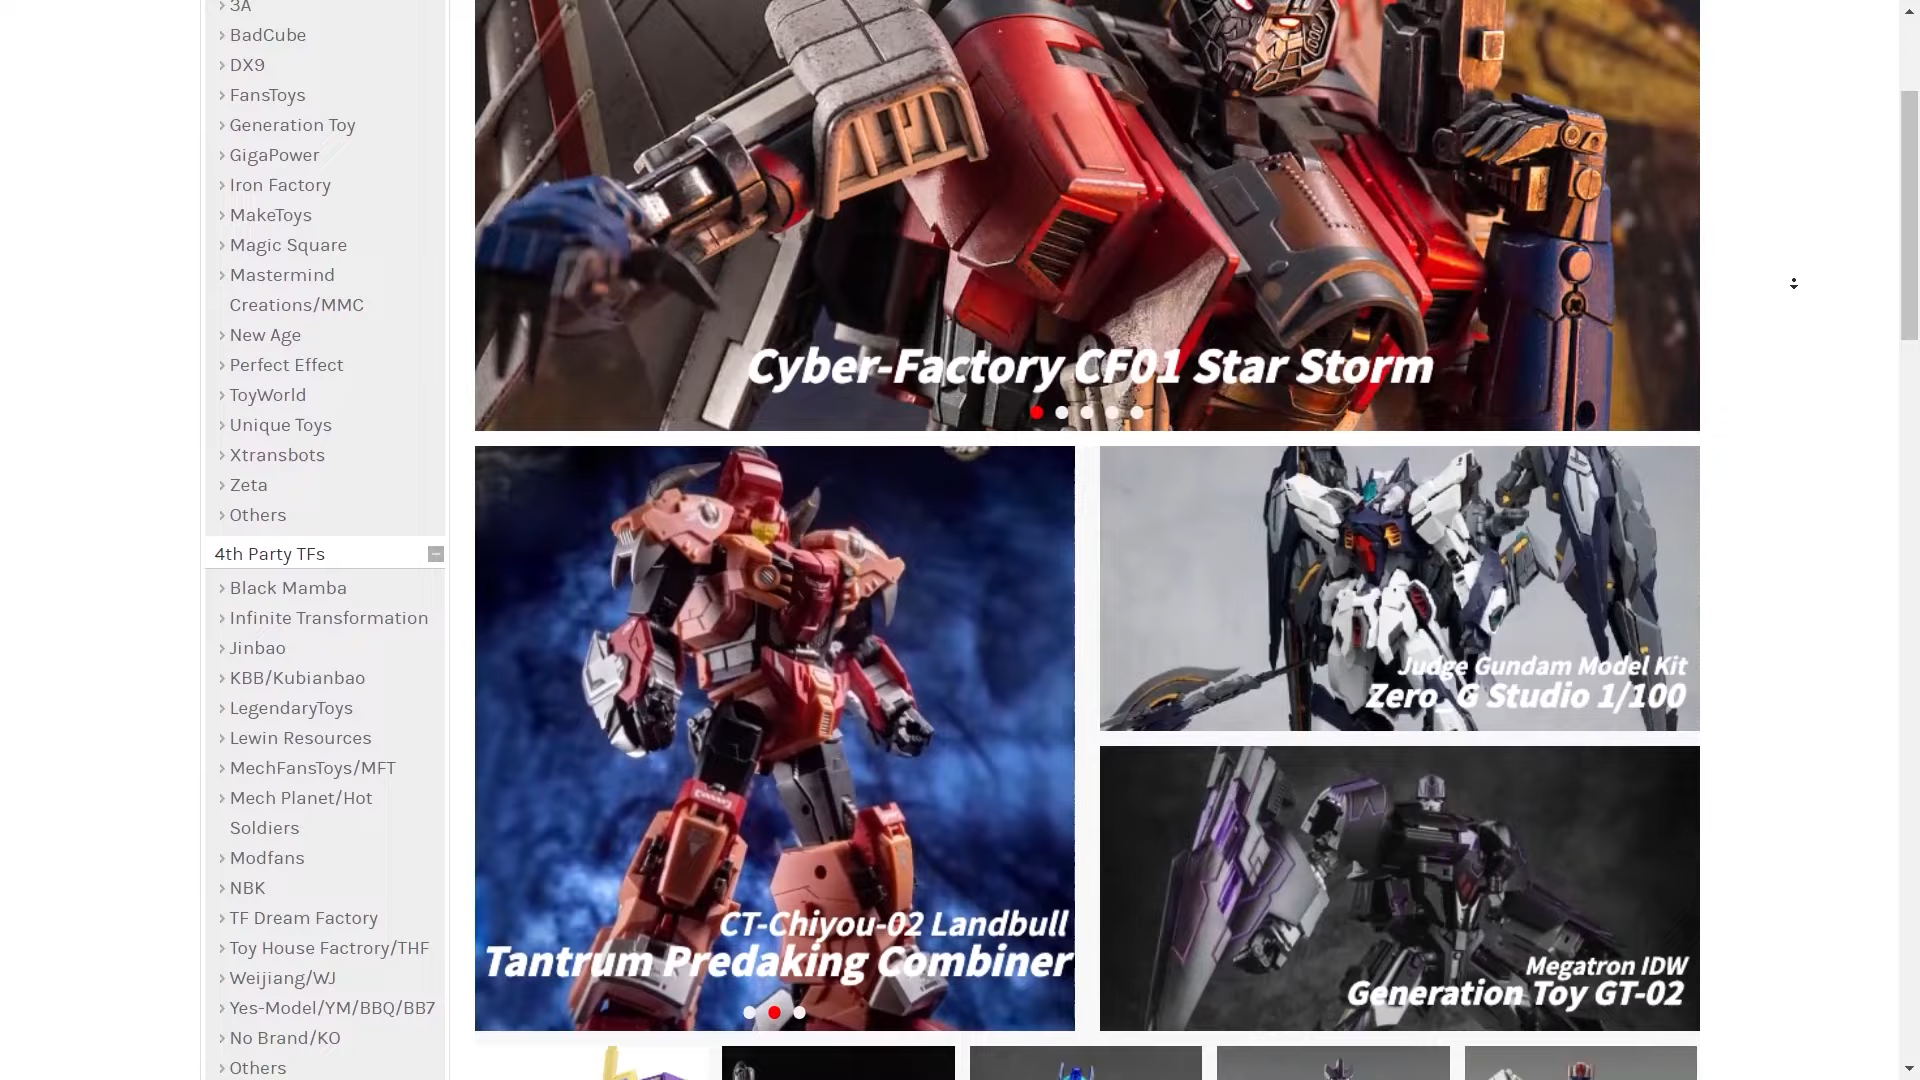 3A
BadCube
DX9
FansToys
Generation Toy
GigaPower
Iron Factory
MakeToys
Magic Square
Mastermind
Creations/MMC
New Age
Perfect Effect
ToyWorld
Unique Toys
Xtransbots
Zeta
Others
4th Party TFs
Black Mamba
Infinite Transformation
Jinbao
KBB/Kubianbao
LegendaryToys
Lewin Resources
MechFansToys/MFT
Mech Planet/Hot
Soldiers
Modfans
NBK
TF Dream Factory
Toy House Factrory/THF
Weijiang/WJ
Yes-Model/YM/BBQ/BB7
No Brand/KO
Others
Cyber-Factory CF01 Star Storm
CT-Chiyou-02 Landbull
Tantrum Predaking Combiner
Judge Gundam Model Kit
Zero_G Studio 1/100
Megatron IDW
Generation Toy GT-02